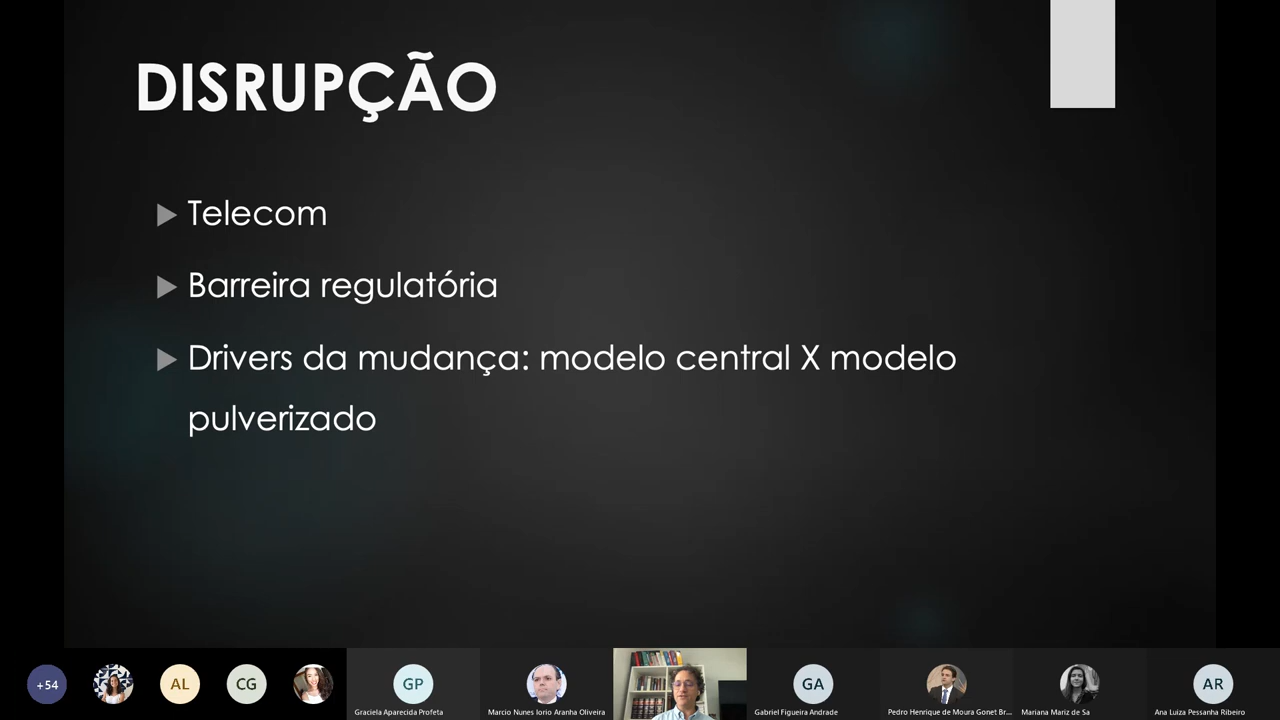 DISRUPÇÃO
Telecom
Barreira regulatória
Drivers da mudança: modelo central X modelo
pulverizado
+54
AL
CG
GP
GA
AR
Graciela Aparecida Profeta
Marcio Nunes Iorio Aranha Oliveira
Gabriel Figueira Andrade
Pedro Henrique de Moura Gonet Br...
Mariana Mariz de Sa
Ana Luiza Pessanha Ribeiro